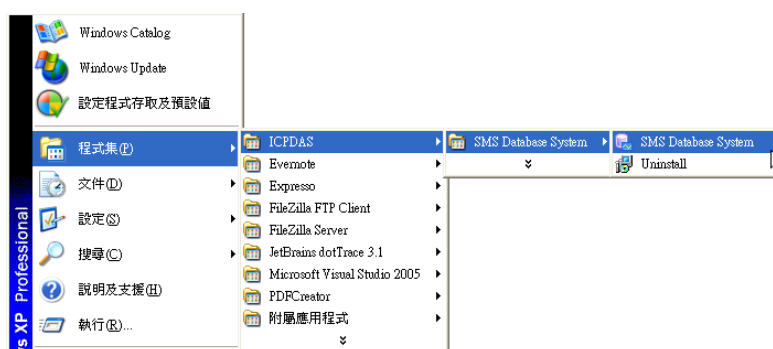 Windows Catalog
Windows Update
設定程式存取及預設值
程式集(P)
文件(D)
設定(S)
搜尋(C)
說明及支援(H)
執行(R)...
ws XP Professional
ICPDAS
Evernote
Expresso
FileZilla FTP Client
FileZilla Server
JetBrains dotTrace 3.1
Microsoft Visual Studio 2005
PDFCreator
附屬應用程式
SMS Database System
SMS Database System
Uninstall